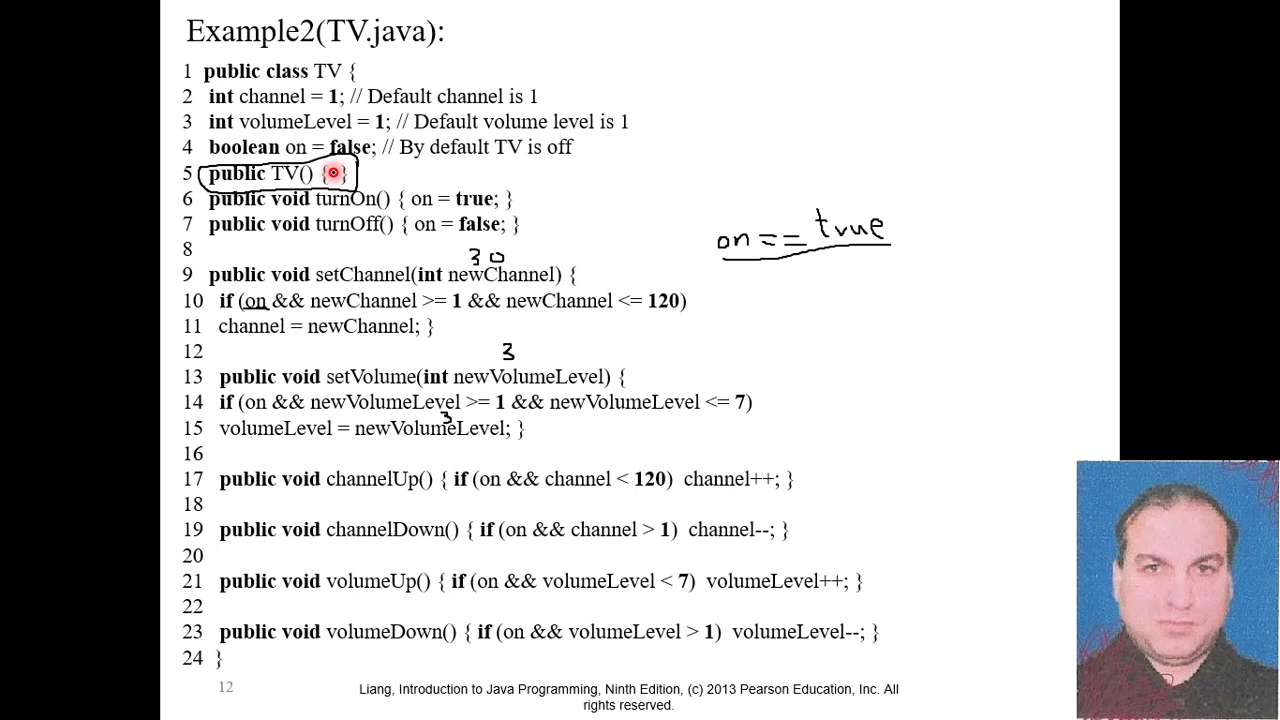 Example2(TV.java):
1 public class TV {
2 int channel = 1; // Default channel is 1
3 int volumeLevel = 1; // Default volume level is 1
4 boolean on = false; // By default TV is off
5 public TV() { }
6 public void turnOn() { on = true; }
7 public void turnOff() { on = false; }
on == true
8
30
9 public void setChannel(int newChannel) {
10 if (on && newChannel >= 1 && newChannel <= 120)
11 channel = newChannel; }
12
3
13 public void setVolume(int newVolumeLevel) {
14 if (on && newVolumeLevel >= 1 && newVolumeLevel <= 7)
3
15 volumeLevel = newVolumeLevel; }
16
17 public void channelUp() { if (on && channel < 120) channel++; }
18
19 public void channelDown() { if (on && channel > 1) channel--; }
20
21 public void volumeUp() { if (on && volumeLevel < 7) volumeLevel++; }
22
23 public void volumeDown() { if (on && volumeLevel > 1) volumeLevel--; }
24 }
12
Liang, Introduction to Java Programming, Ninth Edition, (c) 2013 Pearson Education, Inc. All
rights reserved.